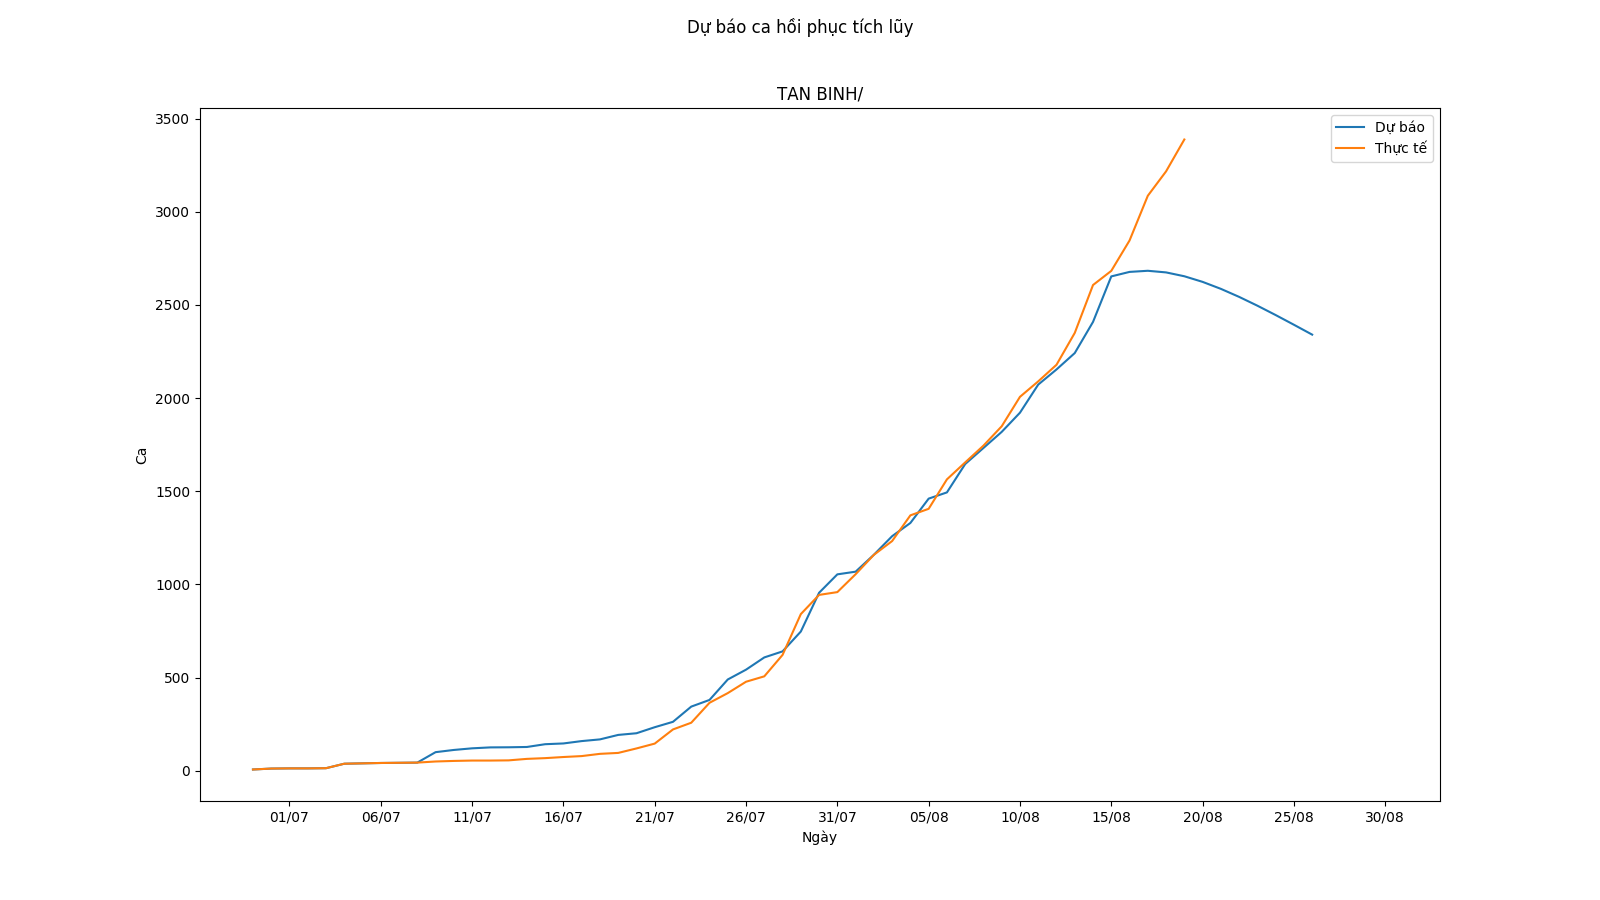 Dự báo ca hồi phục tích lũy
TAN BINH/
Dự báo
Thực tế
3500
3000
2500
2000
1500
1000
500
0
Ca
01/07 06/07 11/07 16/07 21/07 26/07 31/07 05/08 10/08 15/08 20/08 25/08 30/08
Ngày